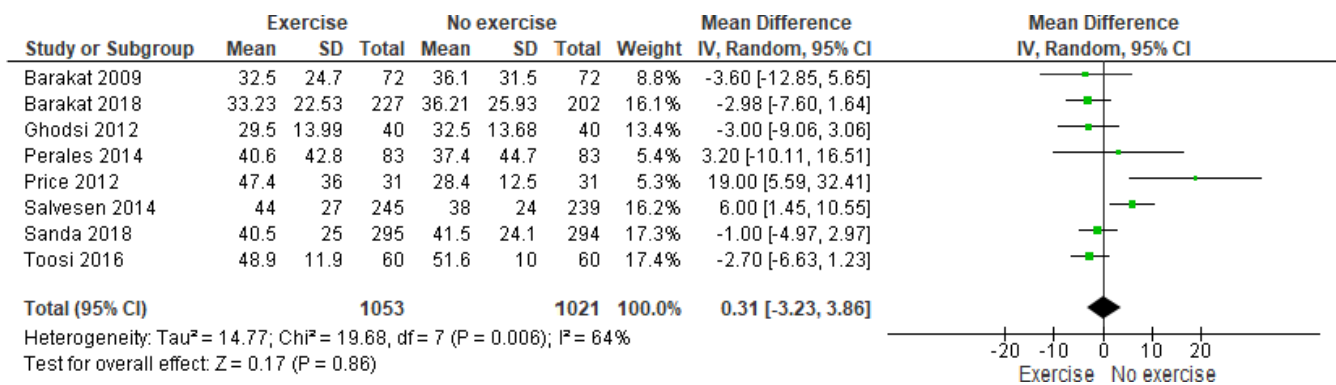 Exercise No exercise Mean Difference Mean Difference
Study or Subgroup Mean SD Total Mean SD Total Weight IV, Random, 95% CI IV, Random, 95% CI
Barakat 2009 32.5 24.7 72 36.1 31.5 72 8.8% -3.60 [-12.85, 5.65]
Barakat 2018 33.23 22.53 227 36.21 25.93 202 16.1% -2.98 [-7.60, 1.64]
Ghodsi 2012 29.5 13.99 40 32.5 13.68 40 13.4% -3.00 [-9.06, 3.06]
Perales 2014 40.6 42.8 83 37.4 44.7 83 5.4% 3.20 [-10.11, 16.51]
Price 2012 47.4 36 31 28.4 12.5 31 5.3% 19.00 [5.59, 32.41]
Salvesen 2014 44 27 245 38 24 239 16.2% 6.00 [1.45, 10.55]
Sanda 2018 40.5 25 295 41.5 24.1 294 17.3% -1.00 [-4.97, 2.97]
Toosi 2016 48.9 11.9 60 51.6 10 60 17.4% -2.70 [-6.63, 1.23]
Total (95% CI) 1053 1021 100.0% 0.31 [-3.23, 3.86]
Heterogeneity: Tau² = 14.77; Chi² = 19.68, df = 7 (P = 0.006); I² = 64%
Test for overall effect: Z = 0.17 (P = 0.86)
-20 -10 0 10 20
Exercise No exercise